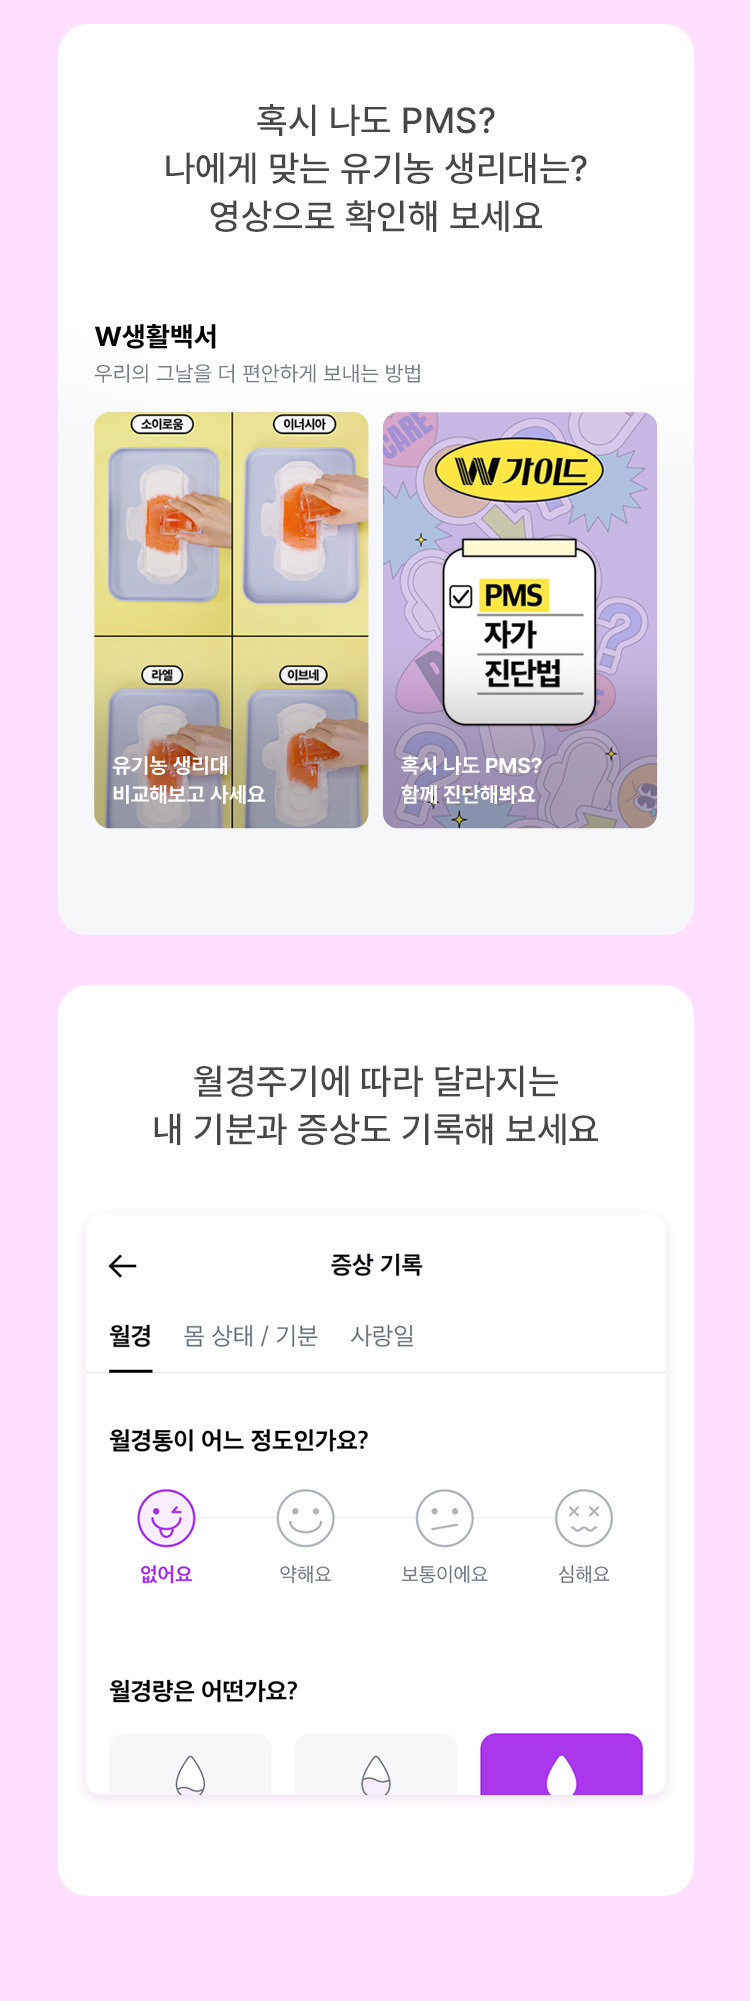 혹시 나도 PMS?
나에게 맞는 유기농 생리대는?
영상으로 확인해 보세요
W생활백서
우리의 그날을 더 편안하게 보내는 방법
소이로움
이너시아
라엘
이브네
유기농 생리대
비교해보고 사세요
CARE
W 가이드
PMS
자가
진단법
혹시 나도 PMS?
함께 진단해봐요
월경주기에 따라 달라지는
내 기분과 증상도 기록해 보세요
증상 기록
월경 몸 상태 / 기분 사랑일
월경통이 어느 정도인가요?
없어요 약해요 보통이에요 심해요
월경량은 어떤가요?